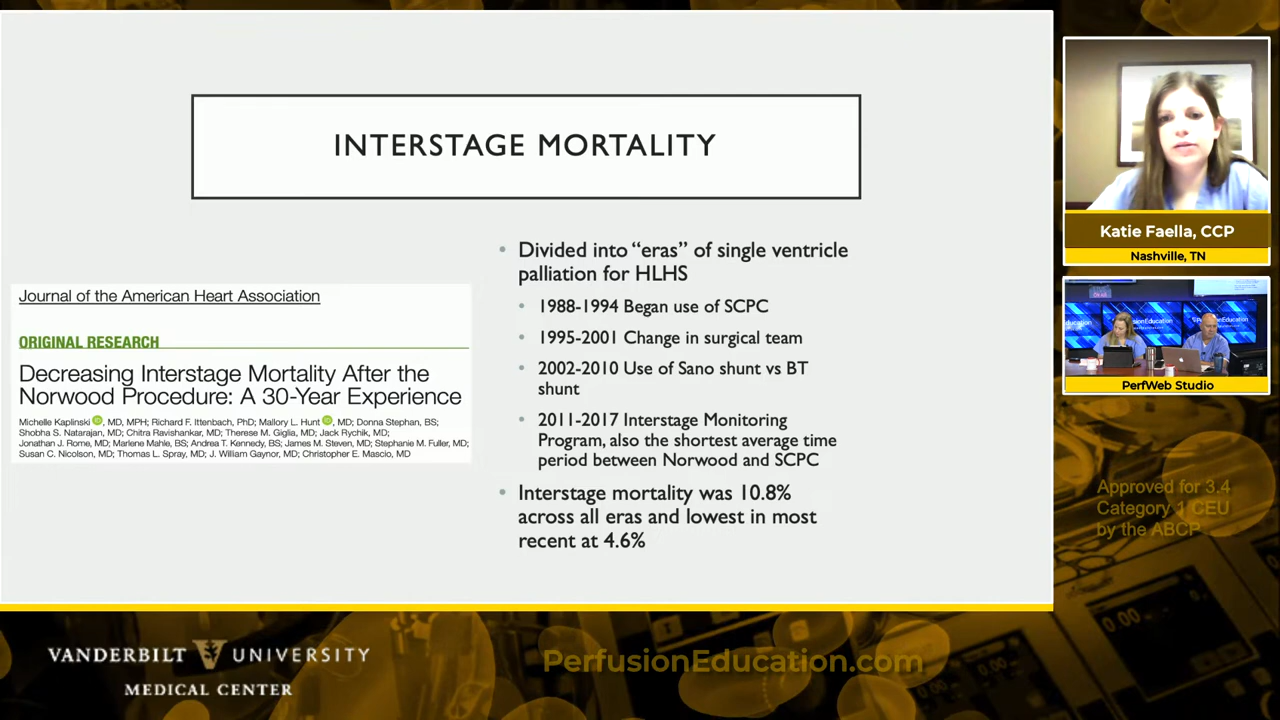 INTERSTAGE MORTALITY
Journal of the American Heart Association
ORIGINAL RESEARCH
Decreasing Interstage Mortality After the
Norwood Procedure: A 30-Year Experience
Michelle Kaplinski, MD, MPH; Richard F. Ittenbach, PhD; Mallory L. Hunt, MD; Donna Stephan, BS;
Shobha S. Natarajan, MD; Chitra Ravishankar, MD; Therese M. Giglia, MD; Jack Rychik, MD;
Jonathan J. Rome, MD; Marlene Mahle, BS; Andrea T. Kennedy, BS; James M. Steven, MD; Stephanie M. Fuller, MD;
Susan C. Nicolson, MD; Thomas L. Spray, MD; J. William Gaynor, MD; Christopher E. Mascio, MD
• Divided into “eras” of single ventricle
palliation for HLHS
• 1988-1994 Began use of SCPC
• 1995-2001 Change in surgical team
• 2002-2010 Use of Sano shunt vs BT
shunt
• 2011-2017 Interstage Monitoring
Program, also the shortest average time
period between Norwood and SCPC
• Interstage mortality was 10.8%
across all eras and lowest in most
recent at 4.6%
Katie Faella, CCP
Nashville, TN
PerfWeb Studio
Approved for 3.4
Category 1 CEU
by the ABCP
VANDERBILT UNIVERSITY
MEDICAL CENTER
PerfusionEducation.com